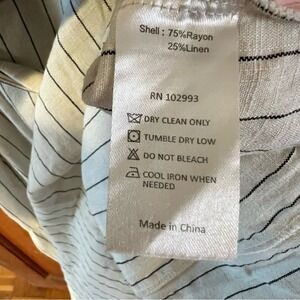 Shell : 75%Rayon
25%Linen
RN 102993
DRY CLEAN ONLY
TUMBLE DRY LOW
DO NOT BLEACH
COOL IRON WHEN
NEEDED
Made in China